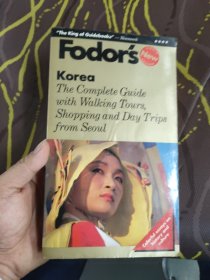 "The King of Guidebooks" — Newsweek
Fodor's
Korea
The Complete Guide
with Walking Tours,
Shopping and Day Trips
from Seoul